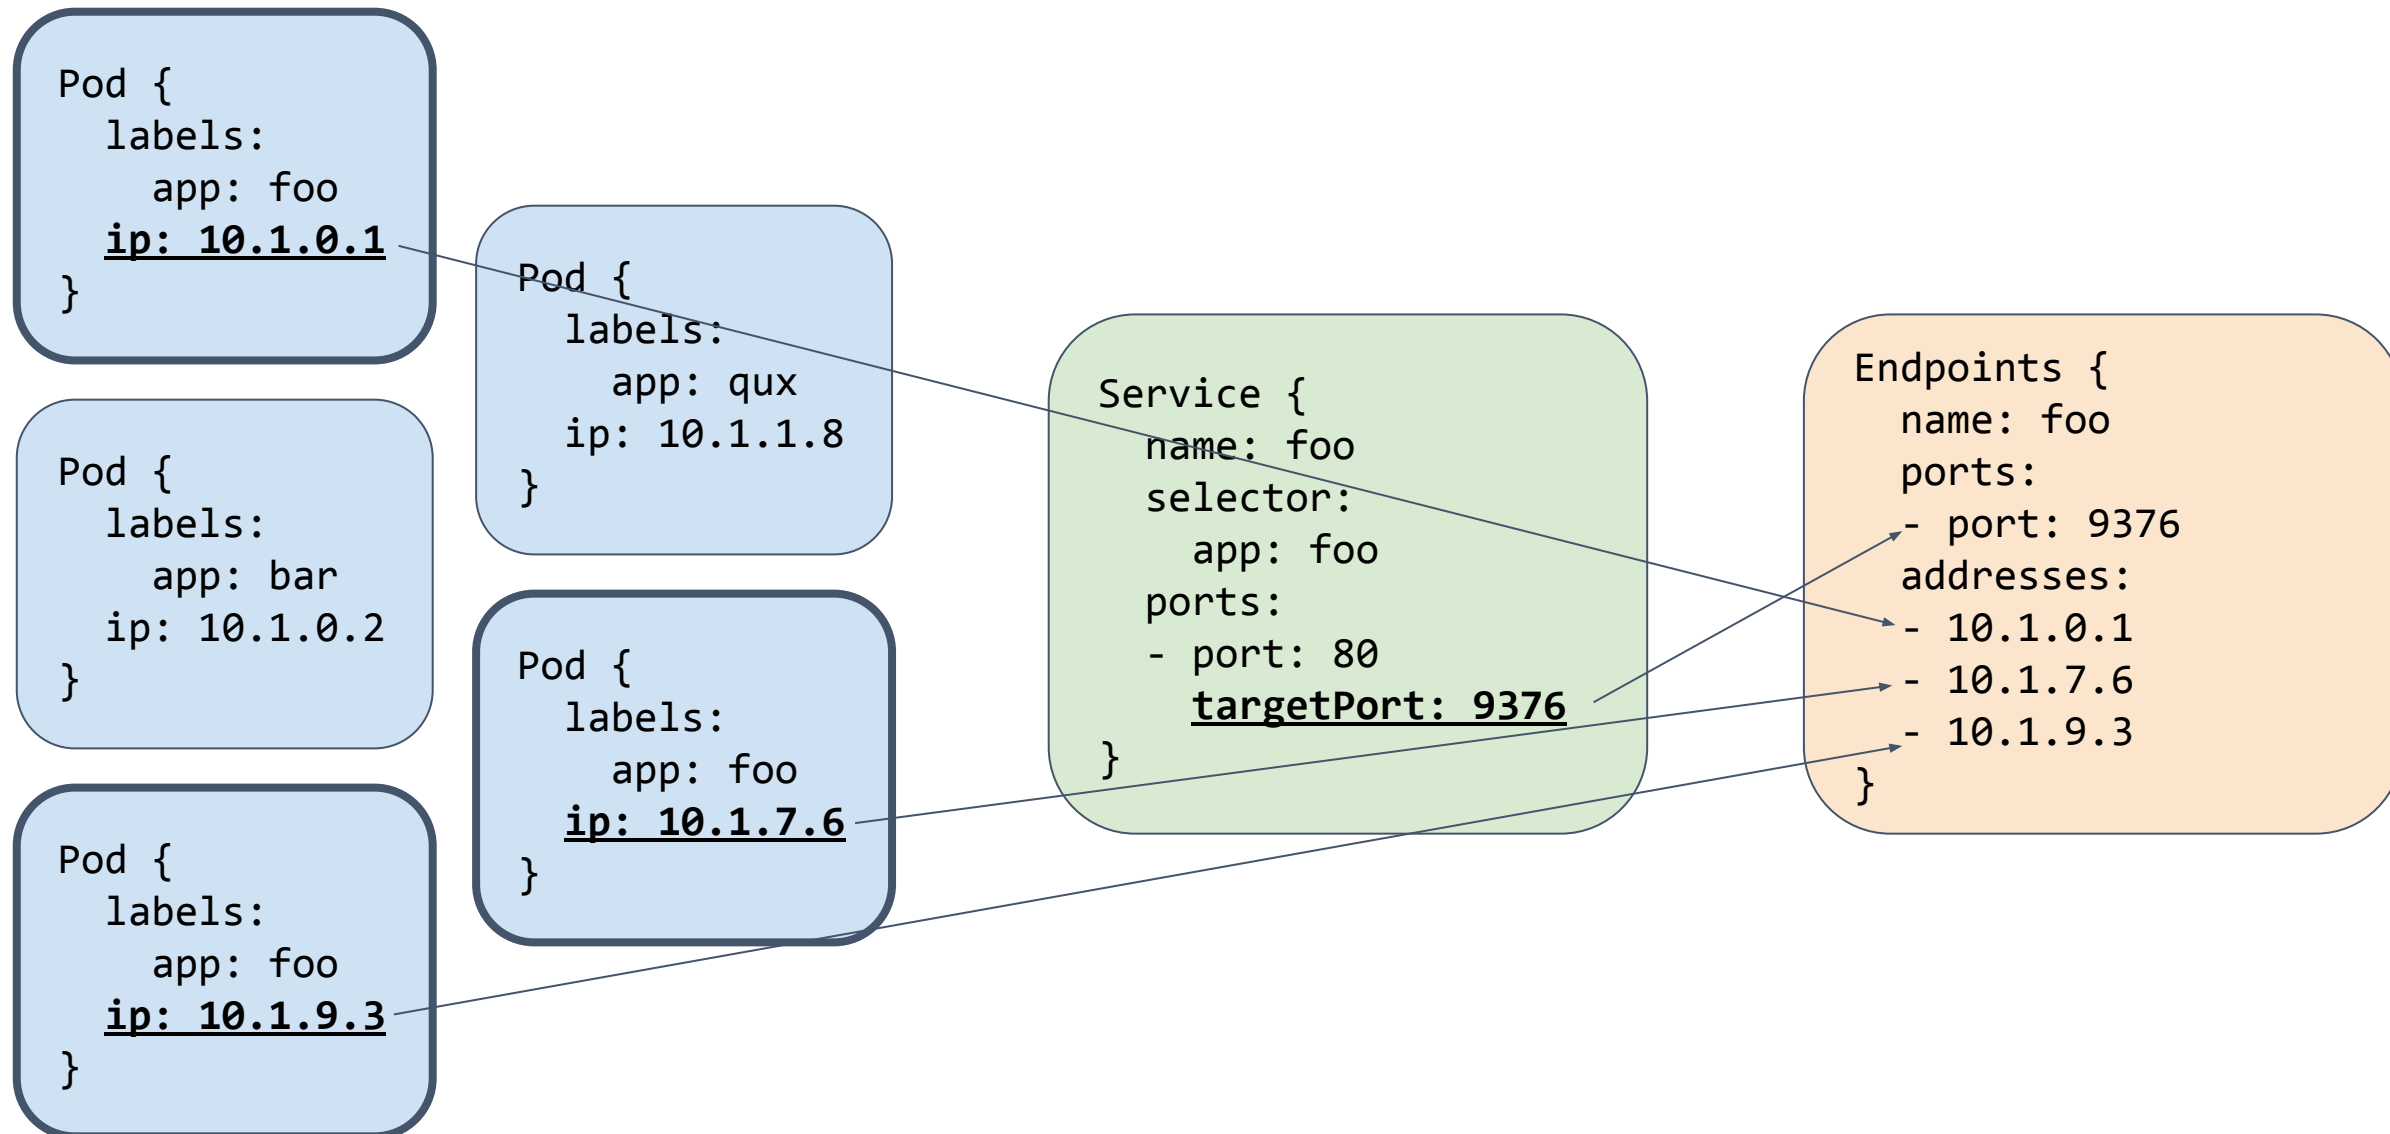 Pod {
  labels:
    app: foo
  ip: 10.1.0.1
}
Pod {
  labels:
    app: bar
  ip: 10.1.0.2
}
Pod {
  labels:
    app: foo
  ip: 10.1.9.3
}
Pod {
  labels:
    app: qux
  ip: 10.1.1.8
}
Pod {
  labels:
    app: foo
  ip: 10.1.7.6
}
Service {
  name: foo
  selector:
    app: foo
  ports:
  - port: 80
    targetPort: 9376
}
Endpoints {
  name: foo
  ports:
  - port: 9376
  addresses:
  - 10.1.0.1
  - 10.1.7.6
  - 10.1.9.3
}